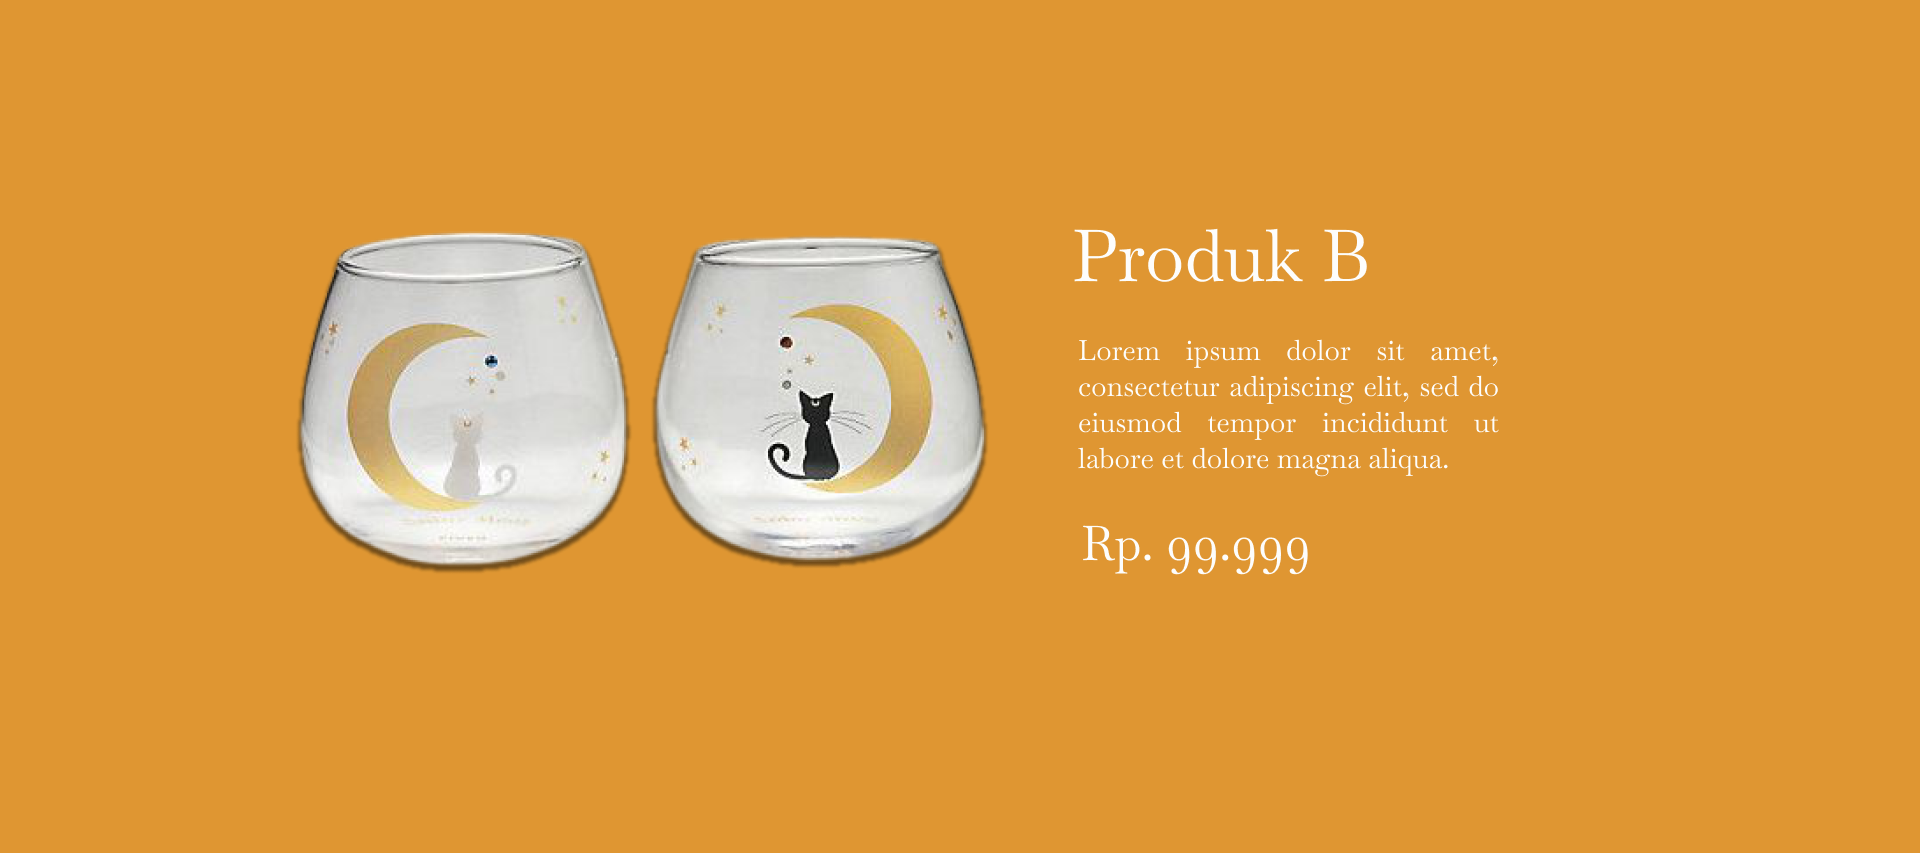 Produk B
Lorem ipsum dolor sit amet,
consectetur adipiscing elit, sed do
eiusmod tempor incididunt ut
labore et dolore magna aliqua.
Rp. 99.999